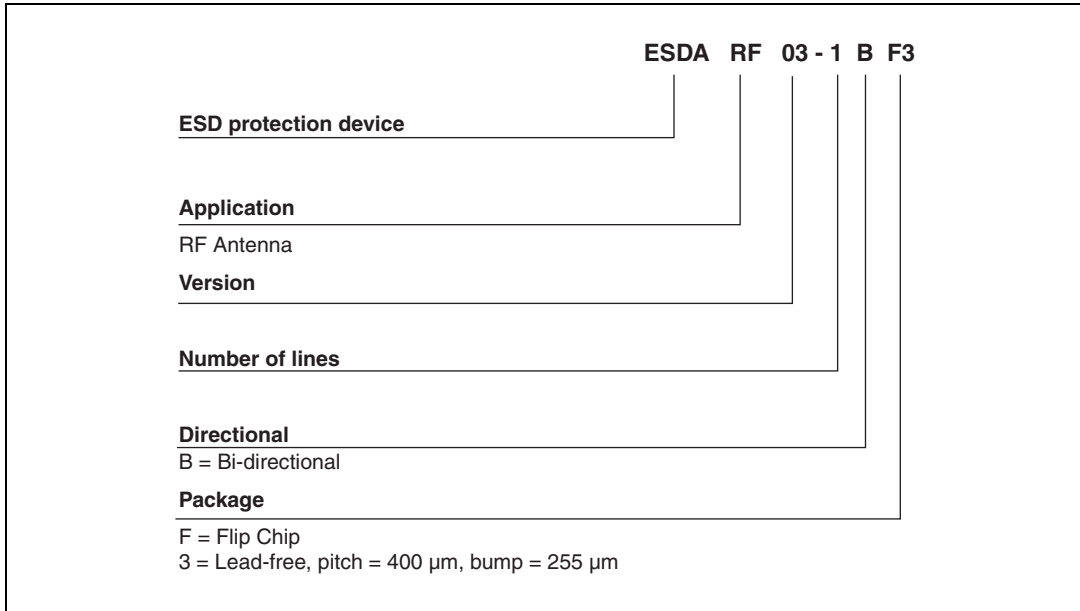 ESDA RF 03 - 1 B F3
ESD protection device
Application
RF Antenna
Version
Number of lines
Directional
B = Bi-directional
Package
F = Flip Chip
3 = Lead-free, pitch = 400 µm, bump = 255 µm